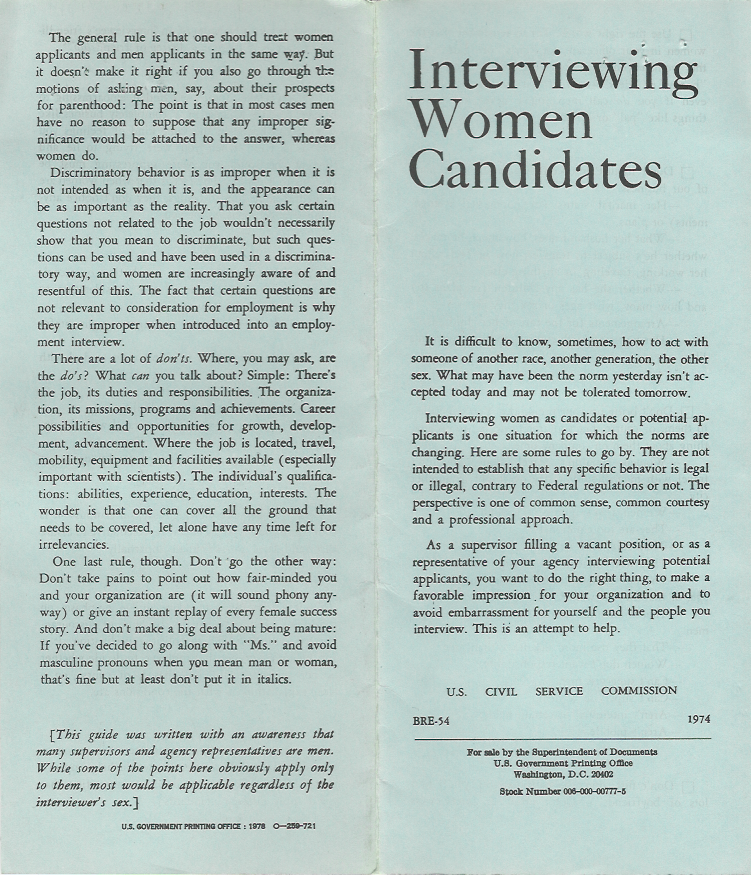 The general rule is that one should treat women
applicants and men applicants in the same way. But
it doesn't make it right if you also go through the
motions of asking men, say, about their prospects
for parenthood: The point is that in most cases men
have no reason to suppose that any improper sig-
nificance would be attached to the answer, whereas
women do.
Discriminatory behavior is as improper when it is
not intended as when it is, and the appearance can
be as important as the reality. That you ask certain
questions not related to the job wouldn't necessarily
show that you mean to discriminate, but such ques-
tions can be used and have been used in a discrimina-
tory way, and women are increasingly aware of and
resentful of this. The fact that certain questions are
not relevant to consideration for employment is why
they are improper when introduced into an employ-
ment interview.
There are a lot of don'ts. Where, you may ask, are
the do's? What can you talk about? Simple: There's
the job, its duties and responsibilities. The organiza-
tion, its missions, programs and achievements. Career
possibilities and opportunities for growth, develop-
ment, advancement. Where the job is located, travel,
mobility, equipment and facilities available (especially
important with scientists). The individual's qualifica-
tions: abilities, experience, education, interests. The
wonder is that one can cover all the ground that
needs to be covered, let alone have any time left for
irrelevancies.
One last rule, though. Don't go the other way:
Don't take pains to point out how fair-minded you
and your organization are (it will sound phony any-
way) or give an instant replay of every female success
story. And don't make a big deal about being mature:
If you've decided to go along with "Ms." and avoid
masculine pronouns when you mean man or woman,
that's fine but at least don't put it in italics.
[This guide was written with an awareness that
many supervisors and agency representatives are men.
While some of the points here obviously apply only
to them, most would be applicable regardless of the
interviewer's sex.]
U.S. GOVERNMENT PRINTING OFFICE : 1978 O—259-721
Interviewing
Women
Candidates
It is difficult to know, sometimes, how to act with
someone of another race, another generation, the other
sex. What may have been the norm yesterday isn't ac-
cepted today and may not be tolerated tomorrow.
Interviewing women as candidates or potential ap-
plicants is one situation for which the norms are
changing. Here are some rules to go by. They are not
intended to establish that any specific behavior is legal
or illegal, contrary to Federal regulations or not. The
perspective is one of common sense, common courtesy
and a professional approach.
As a supervisor filling a vacant position, or as a
representative of your agency interviewing potential
applicants, you want to do the right thing, to make a
favorable impression for your organization and to
avoid embarrassment for yourself and the people you
interview. This is an attempt to help.
U.S. CIVIL SERVICE COMMISSION
BRE-54 1974
For sale by the Superintendent of Documents
U.S. Government Printing Office
Washington, D.C. 20402
Stock Number 006-000-00777-5